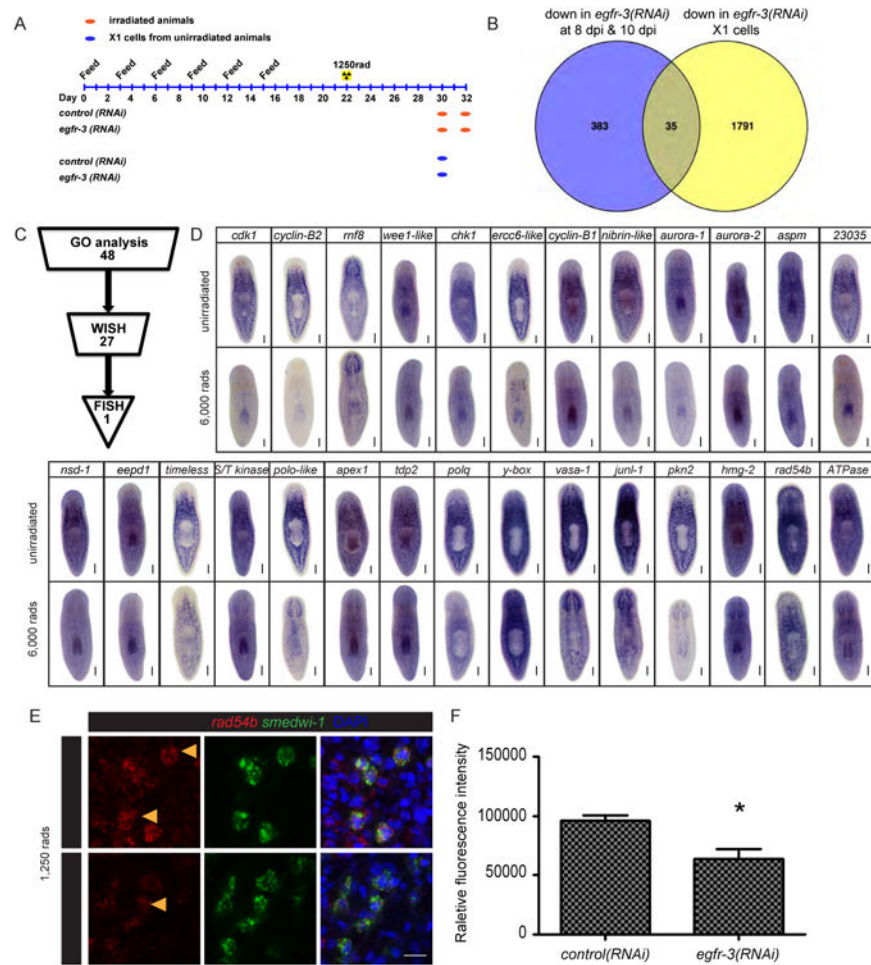 A
irradiated animals
X1 cells from unirradiated animals
Feed Feed Feed Feed Feed Feed
1250rad
Day 0 2 4 6 8 10 12 14 16 18 20 22 24 26 28 30 32
control (RNAi)
egfr-3 (RNAi)
control (RNAi)
egfr-3 (RNAi)
B
down in egfr-3(RNAi)
at 8 dpi & 10 dpi
down in egfr-3(RNAi)
X1 cells
383 35 1791
C
GO analysis
48
WISH
27
FISH
1
D
cdk1 cyclin-B2 rnf8 wee1-like chk1 ercc6-like cyclin-B1 nibrin-like aurora-1 aurora-2 aspm 23035
unirradiated
6,000 rads
nsd-1 eepd1 timeless S/T kinase polo-like apex1 tdp2 polq y-box vasa-1 junl-1 pkn2 hmg-2 rad54b ATPase
unirradiated
6,000 rads
E
rad54b smedwi-1 DAPI
1,250 rads
F
Raletive fluorescence intensity
150000
100000
50000
0
*
control(RNAi) egfr-3(RNAi)